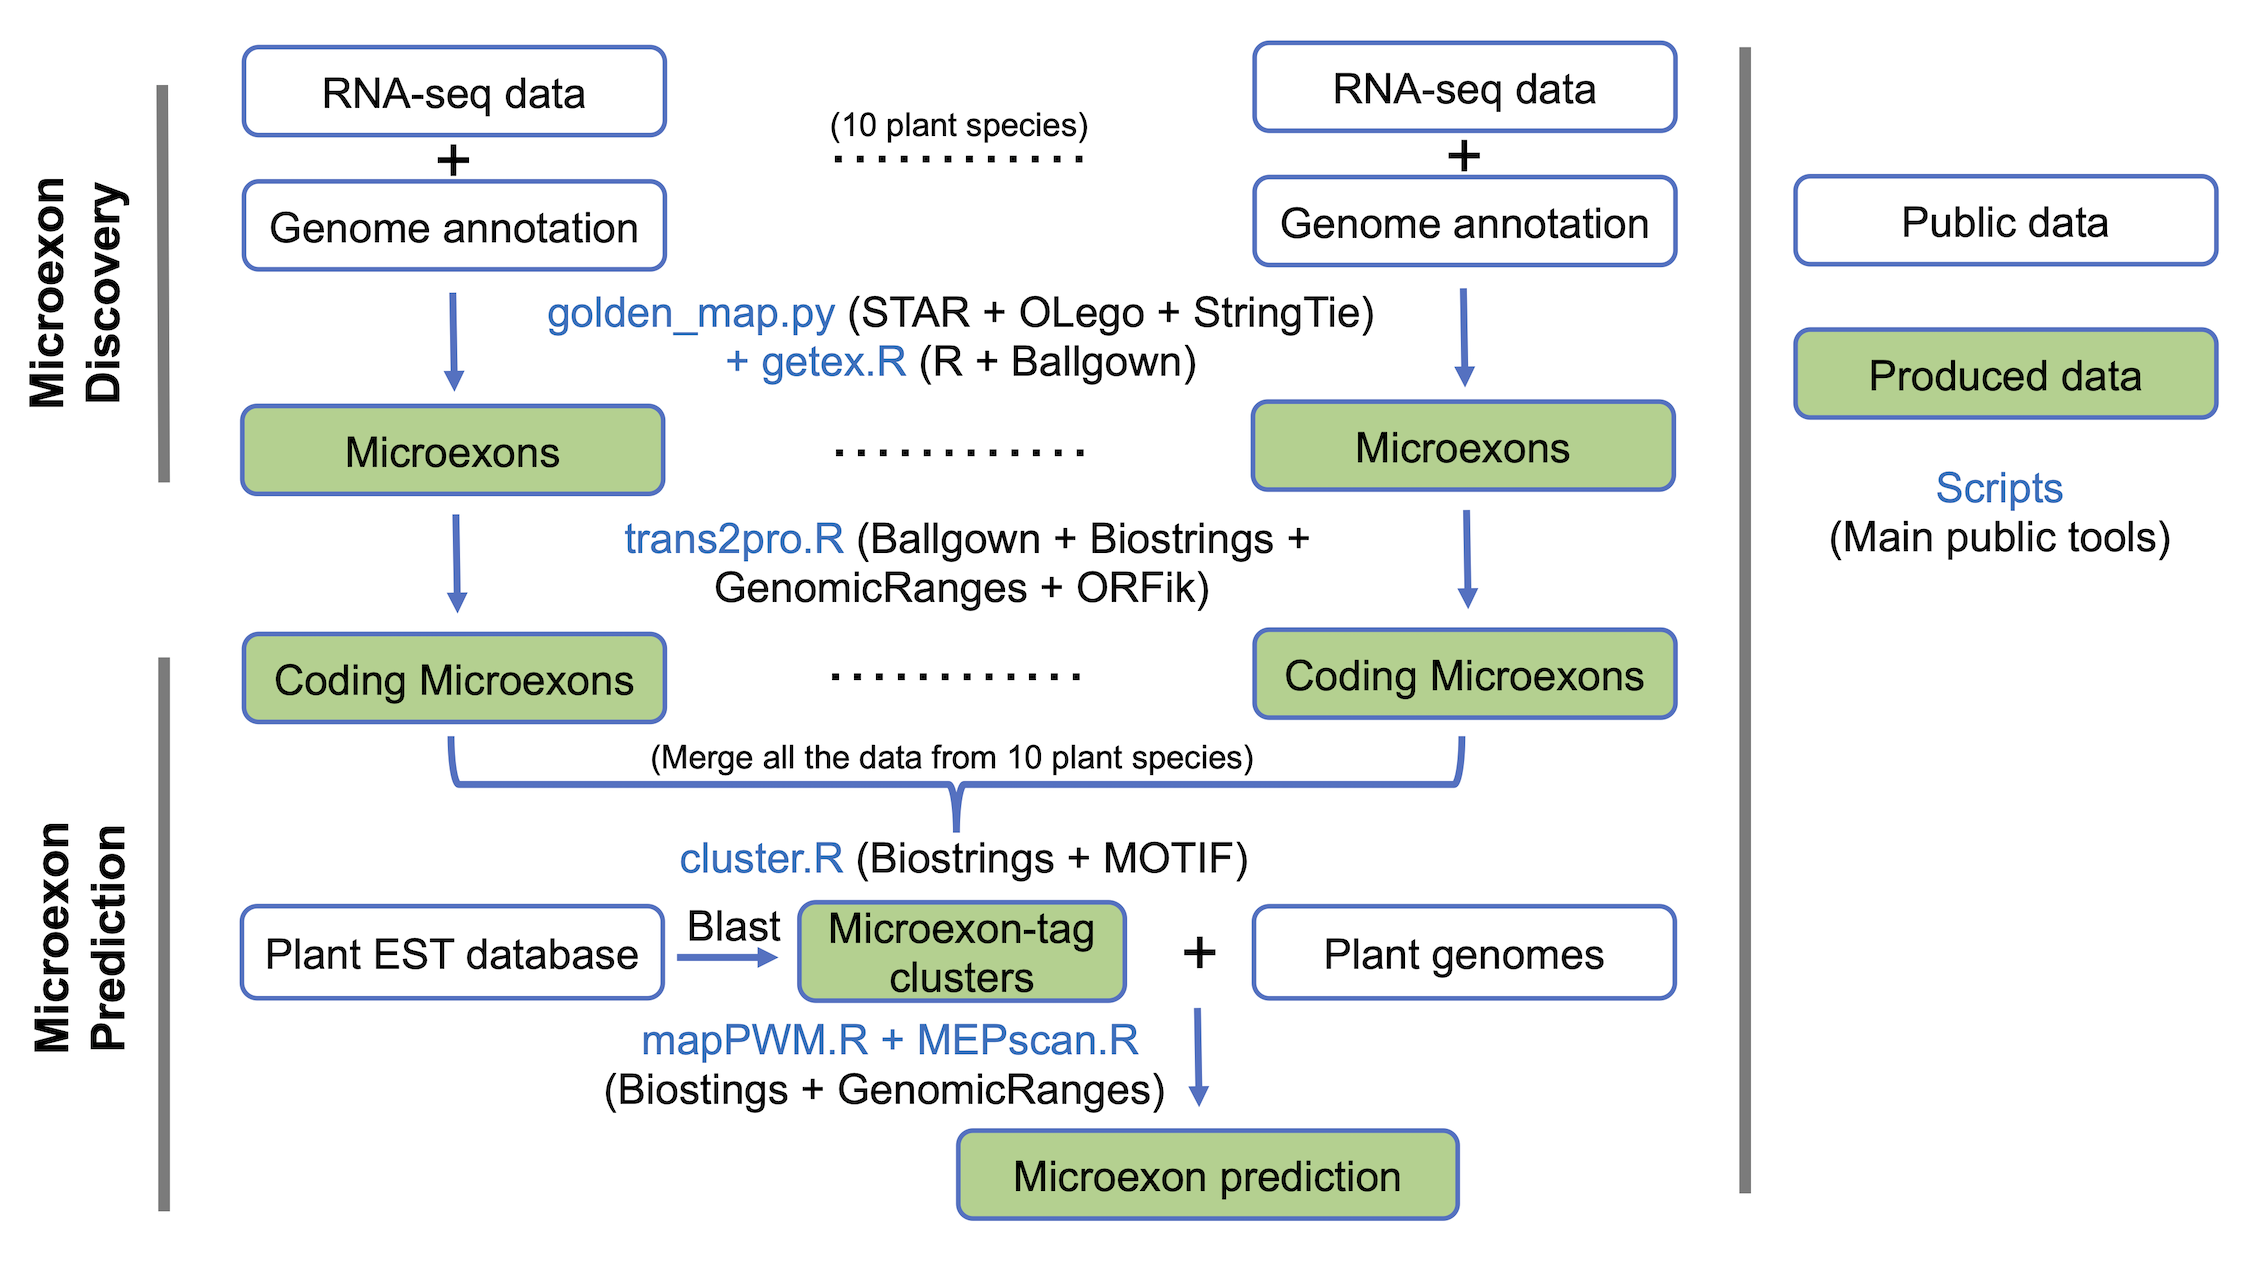 Microexon
Discovery
RNA-seq data
+
Genome annotation
(10 plant species)
RNA-seq data
+
Genome annotation
golden_map.py (STAR + OLego + StringTie)
+ getex.R (R + Ballgown)
Microexons
Microexons
trans2pro.R (Ballgown + Biostrings +
GenomicRanges + ORFik)
Microexon
Prediction
Coding Microexons
Coding Microexons
(Merge all the data from 10 plant species)
cluster.R (Biostrings + MOTIF)
Plant EST database
Blast
Microexon-tag
clusters
+
Plant genomes
mapPWM.R + MEPscan.R
(Biostings + GenomicRanges)
Microexon prediction
Public data
Produced data
Scripts
(Main public tools)